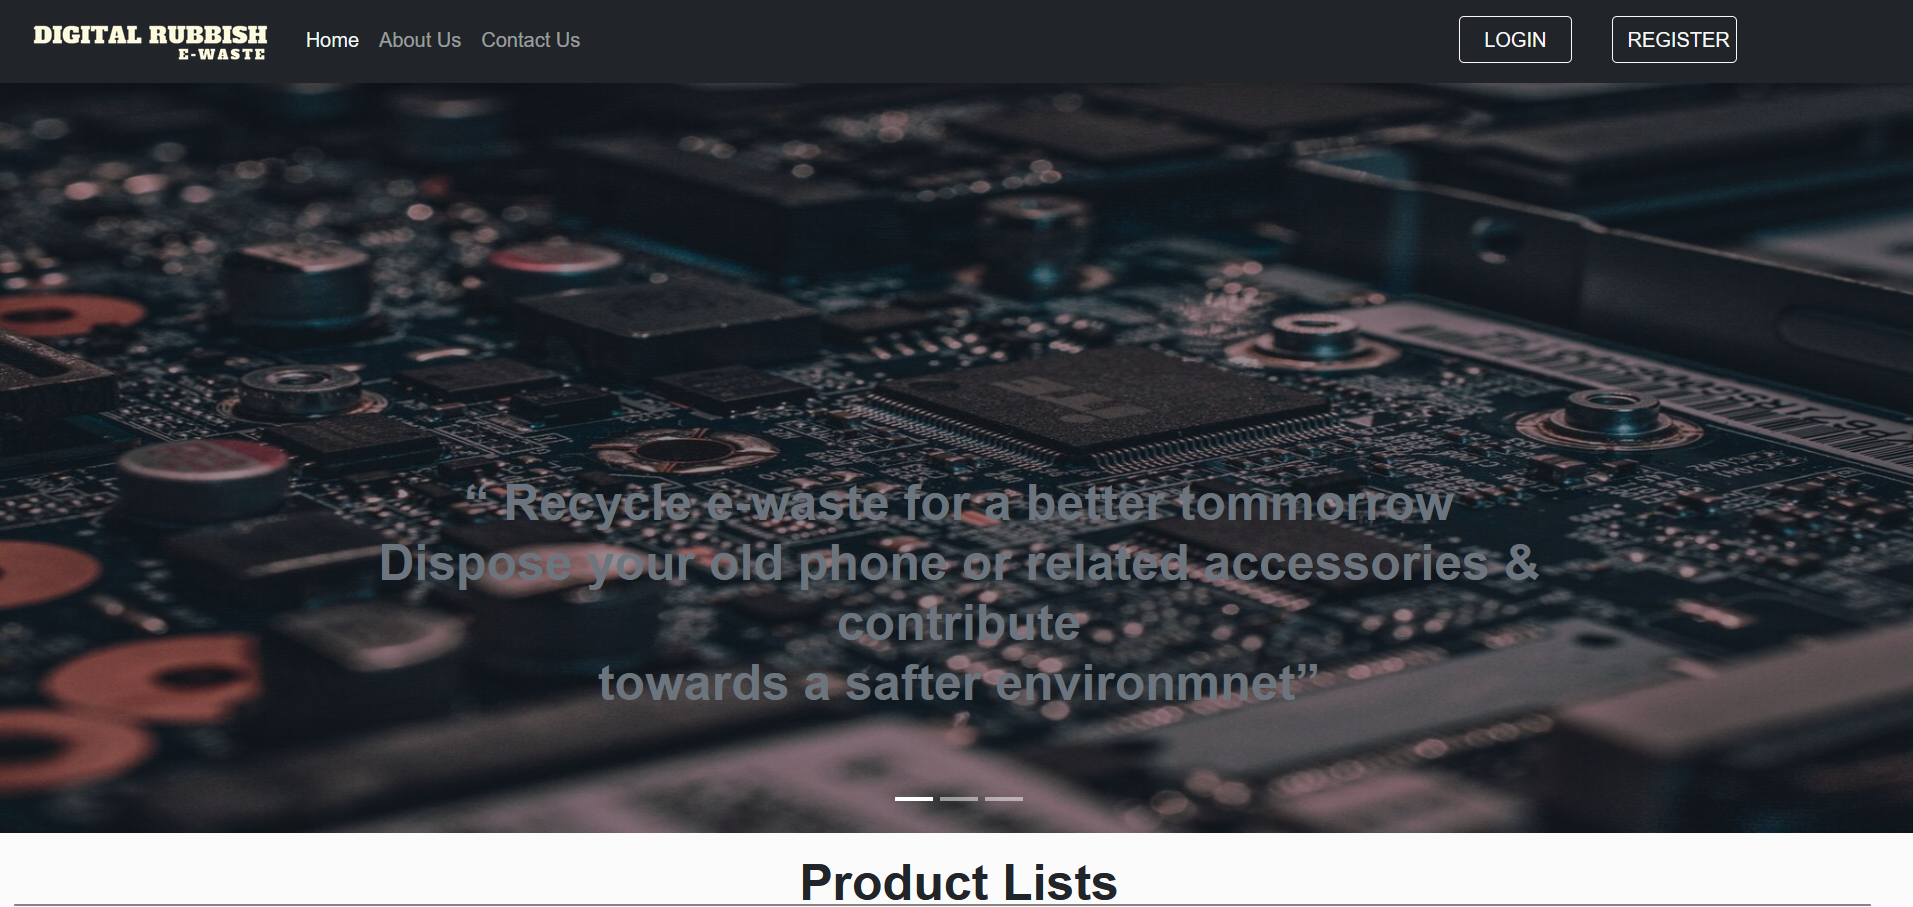 DIGITAL RUBBISH
E-WASTE
Home About Us Contact Us LOGIN REGISTER
“ Recycle e-waste for a better tommorrow
Dispose your old phone or related accessories &
contribute
towards a safter environmnet”
Product Lists